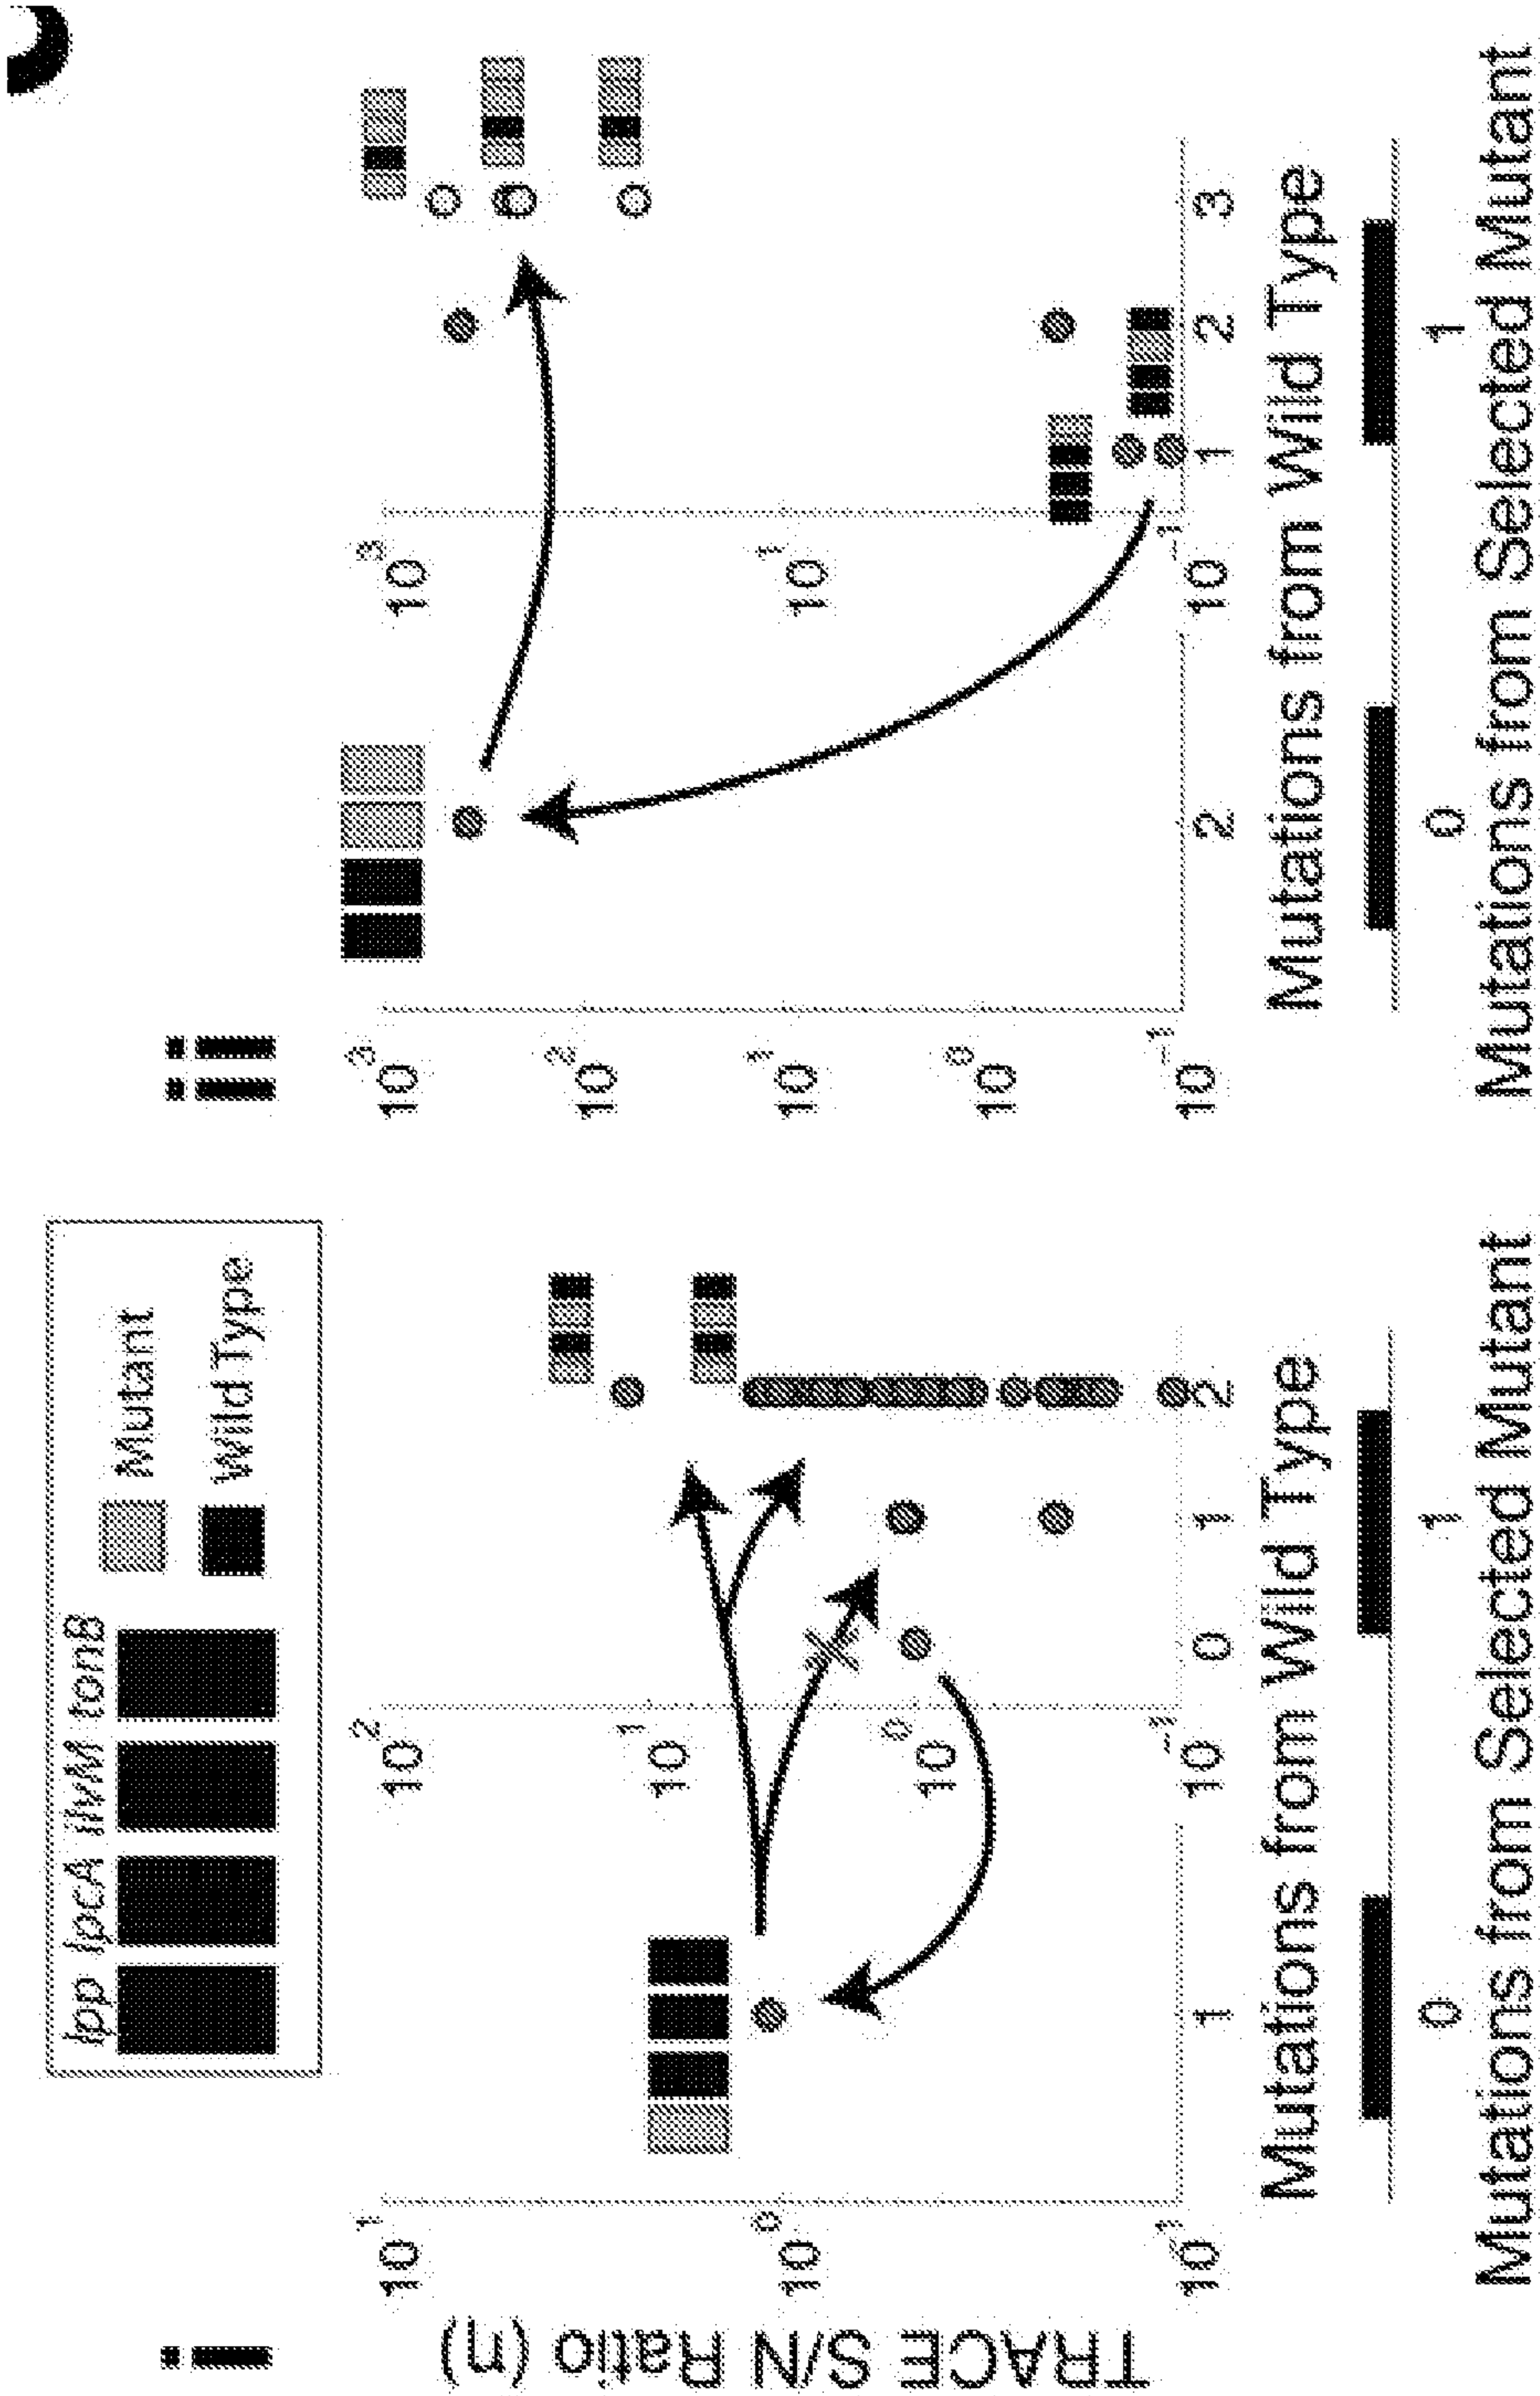 lpp lpcA ilvM tonB
Mutant
Wild Type
i
TRACE S/N Ratio (η)
10^1
10^0
10^-1
10^2
10^1
10^0
10^-1
1
0 1 2
Mutations from Wild Type
0 1
Mutations from Selected Mutant
ii
10^3
10^2
10^1
10^0
10^-1
10^3
10^1
10^-1
2
1 2 3
Mutations from Wild Type
0 1
Mutations from Selected Mutant